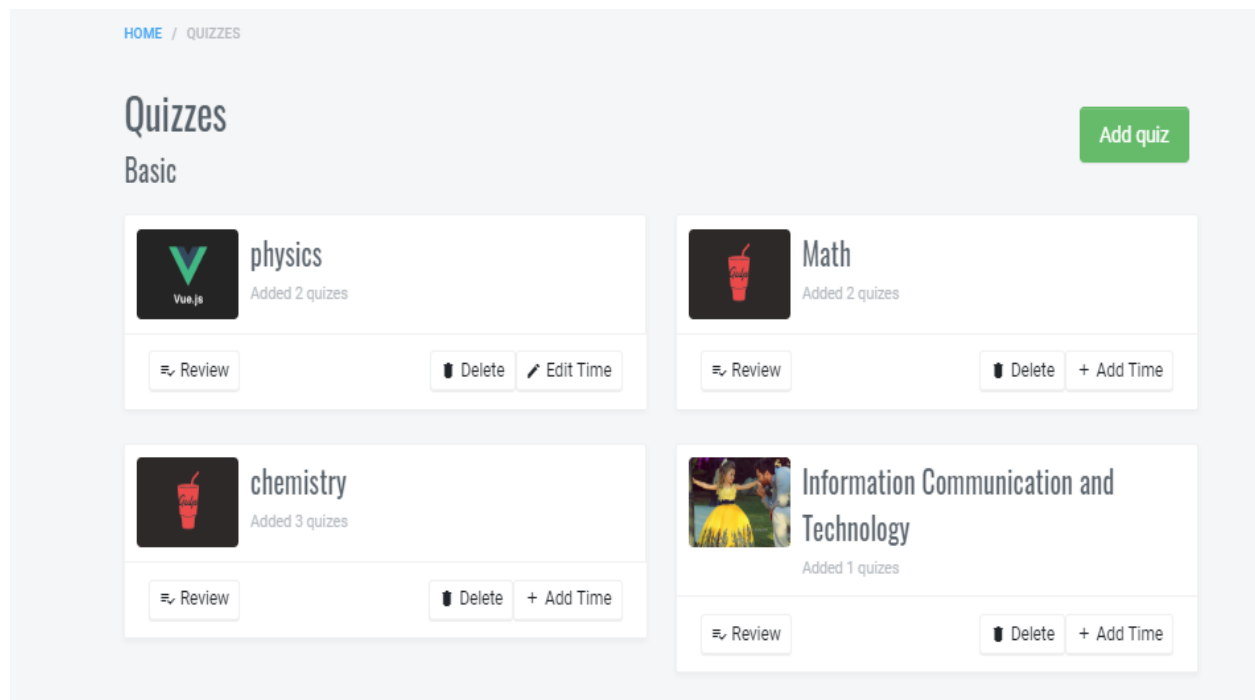 HOME / QUIZZES
Quizzes
Add quiz
Basic
Vue.js
physics
Added 2 quizes
Review
Delete
Edit Time
Gulp
Math
Added 2 quizes
Review
Delete
+ Add Time
Gulp
chemistry
Added 3 quizes
Review
Delete
+ Add Time
Information Communication and
Technology
Added 1 quizes
Review
Delete
+ Add Time